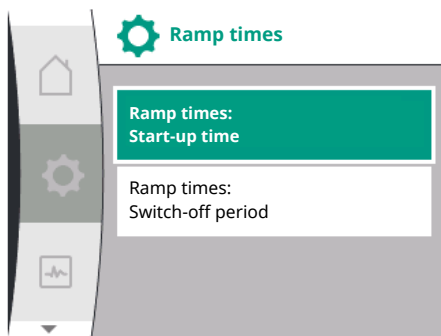 Ramp times
Ramp times:
Start-up time
Ramp times:
Switch-off period